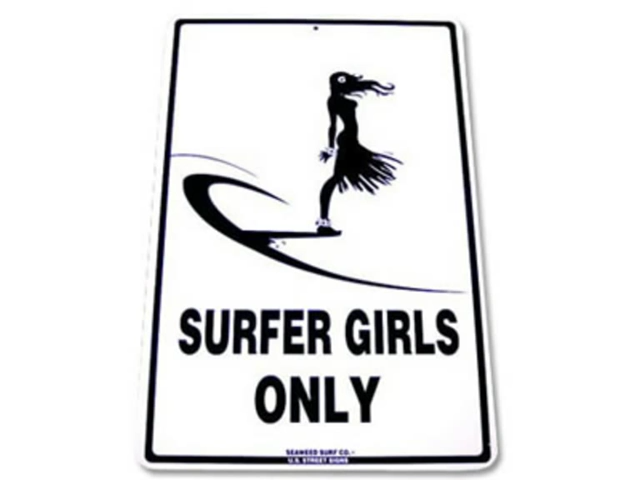 SURFER GIRLS
ONLY
SEAWEED SURF CO.-
U.S. STREET SIGNS